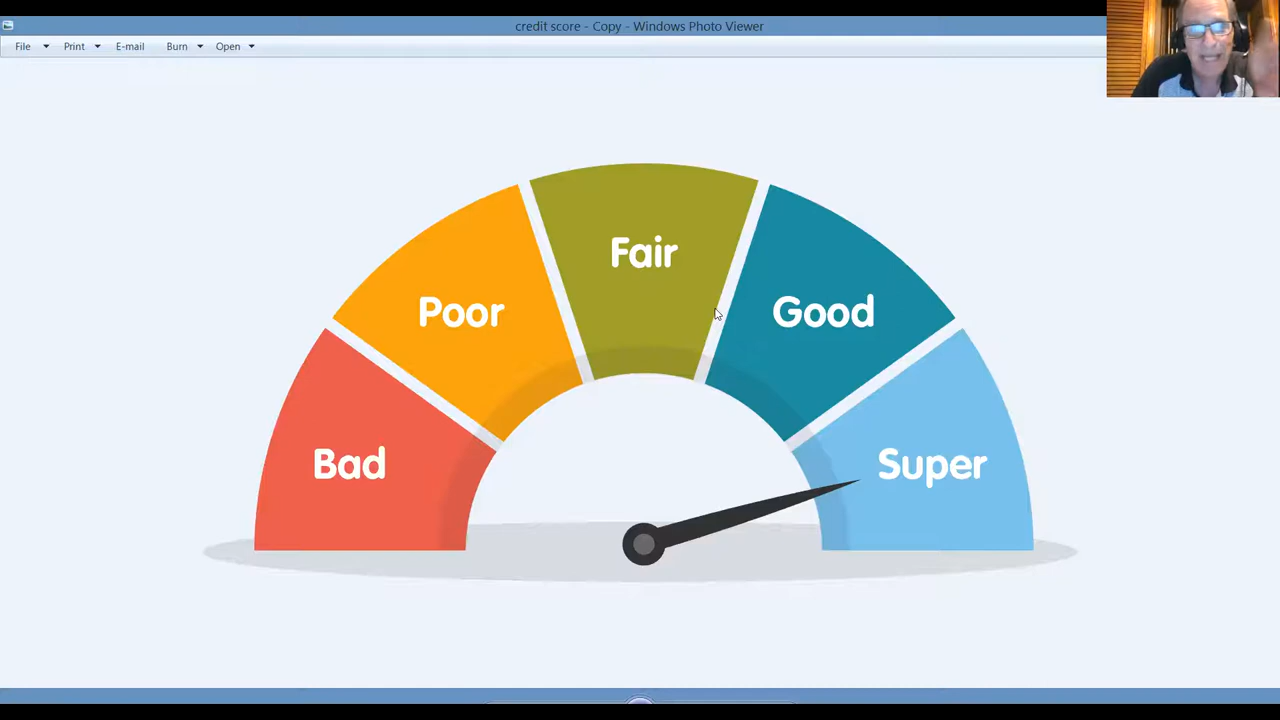 credit score - Copy - Windows Photo Viewer
File Print E-mail Burn Open
Fair
Poor
Good
Bad
Super